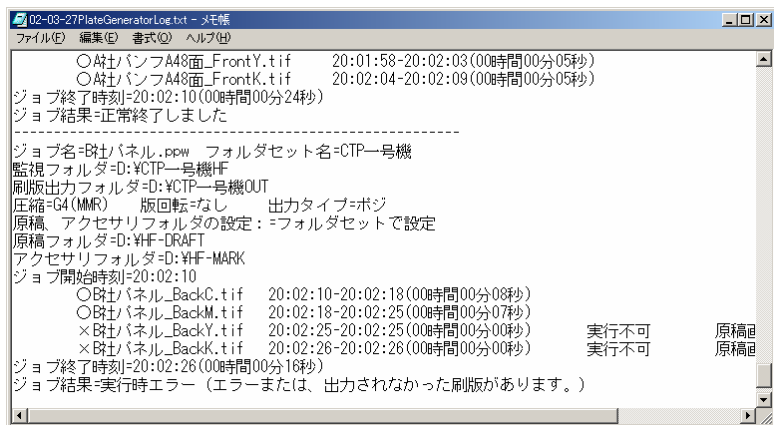 02-03-27PlateGeneratorLog.txt - メモ帳
ファイル(F) 編集(E) 書式(O) ヘルプ(H)
○A社パンフA48面_FrontY.tif 20:01:58-20:02:03(00時間00分05秒)
○A社パンフA48面_FrontK.tif 20:02:04-20:02:09(00時間00分05秒)
ジョブ終了時刻=20:02:10(00時間00分24秒)
ジョブ結果=正常終了しました
----------------------------------------------------------
ジョブ名=B社パネル.ppw フォルダセット名=CTP一号機
監視フォルダ=D:¥CTP一号機HF
刷版出力フォルダ=D:¥CTP一号機OUT
圧縮=G4(MMR) 版回転=なし 出力タイプ=ポジ
原稿、アクセサリフォルダの設定:=フォルダセットで設定
原稿フォルダ=D:¥HF-DRAFT
アクセサリフォルダ=D:¥HF-MARK
ジョブ開始時刻=20:02:10
○B社パネル_BackC.tif 20:02:10-20:02:18(00時間00分08秒)
○B社パネル_BackM.tif 20:02:18-20:02:25(00時間00分07秒)
×B社パネル_BackY.tif 20:02:25-20:02:25(00時間00分00秒) 実行不可 原稿画
×B社パネル_BackK.tif 20:02:26-20:02:26(00時間00分00秒) 実行不可 原稿画
ジョブ終了時刻=20:02:26(00時間00分16秒)
ジョブ結果=実行時エラー(エラーまたは、出力されなかった刷版があります。)